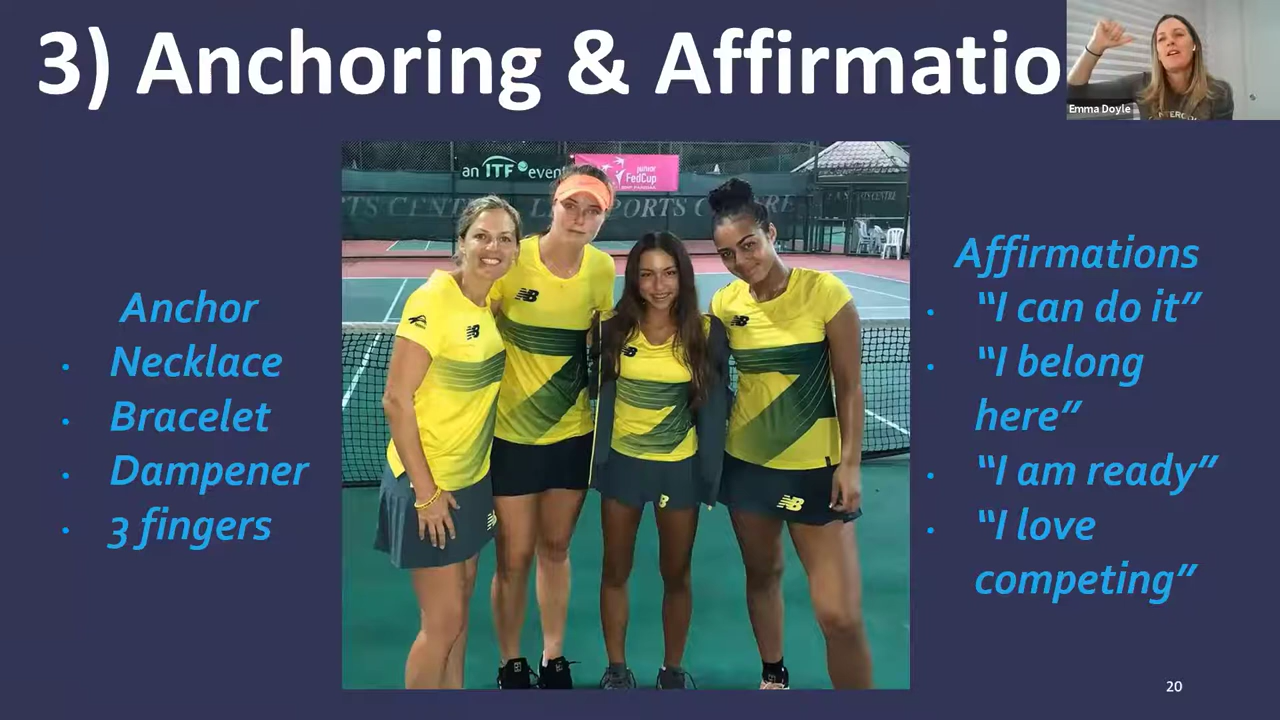 3) Anchoring & Affirmatio
Emma Doyle
an ITF event
junior
FedCup
SPORTS CENTRE
Anchor
Necklace
Bracelet
Dampener
3 fingers
Affirmations
“I can do it”
“I belong
here”
“I am ready”
“I love
competing”
20